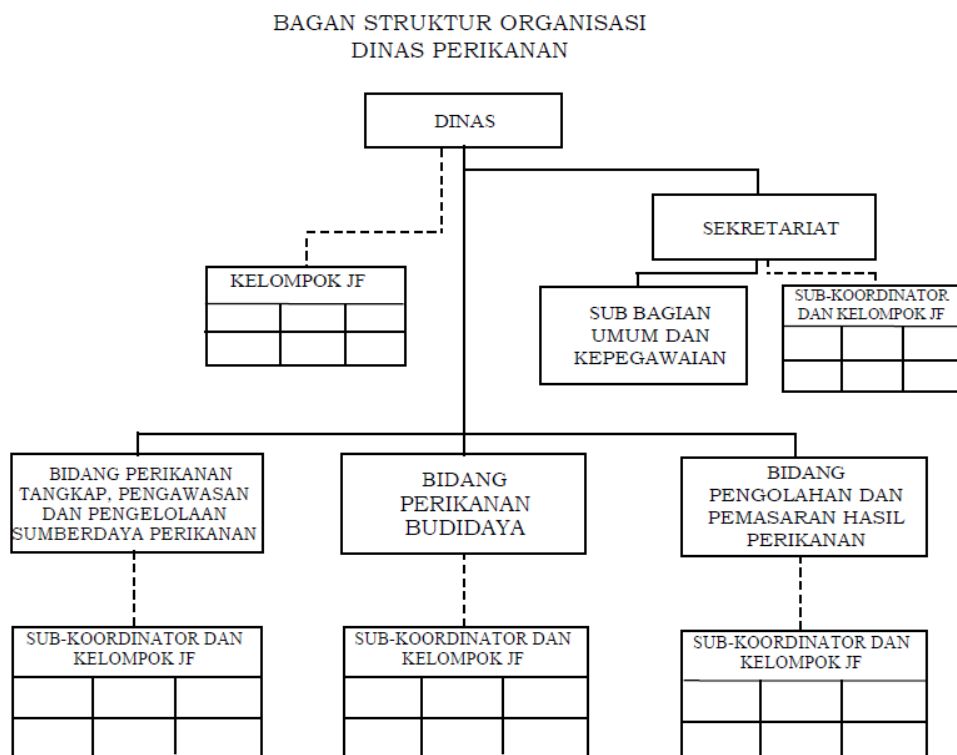 BAGAN STRUKTUR ORGANISASI
DINAS PERIKANAN
DINAS
SEKRETARIAT
KELOMPOK JF
SUB BAGIAN
UMUM DAN
KEPEGAWAIAN
SUB-KOORDINATOR
DAN KELOMPOK JF
BIDANG PERIKANAN
TANGKAP, PENGAWASAN
DAN PENGELOLAAN
SUMBERDAYA PERIKANAN
BIDANG
PERIKANAN
BUDIDAYA
BIDANG
PENGOLAHAN DAN
PEMASARAN HASIL
PERIKANAN
SUB-KOORDINATOR DAN
KELOMPOK JF
SUB-KOORDINATOR DAN
KELOMPOK JF
SUB-KOORDINATOR DAN
KELOMPOK JF